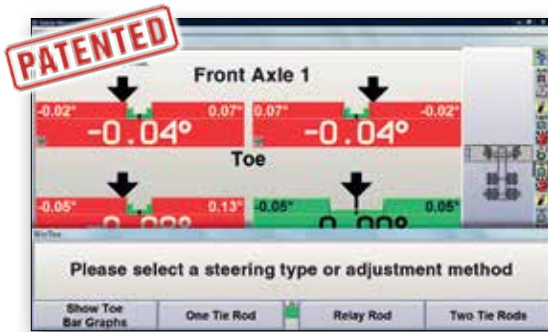 PATENTED
Front Axle 1
-0.02° 0.07° 0.07° -0.02°
-0.04° -0.04°
Toe
-0.05° 0.13° -0.05° 0.05°
Please select a steering type or adjustment method
Show Toe Bar Graphs
One Tie Rod
Relay Rod
Two Tie Rods